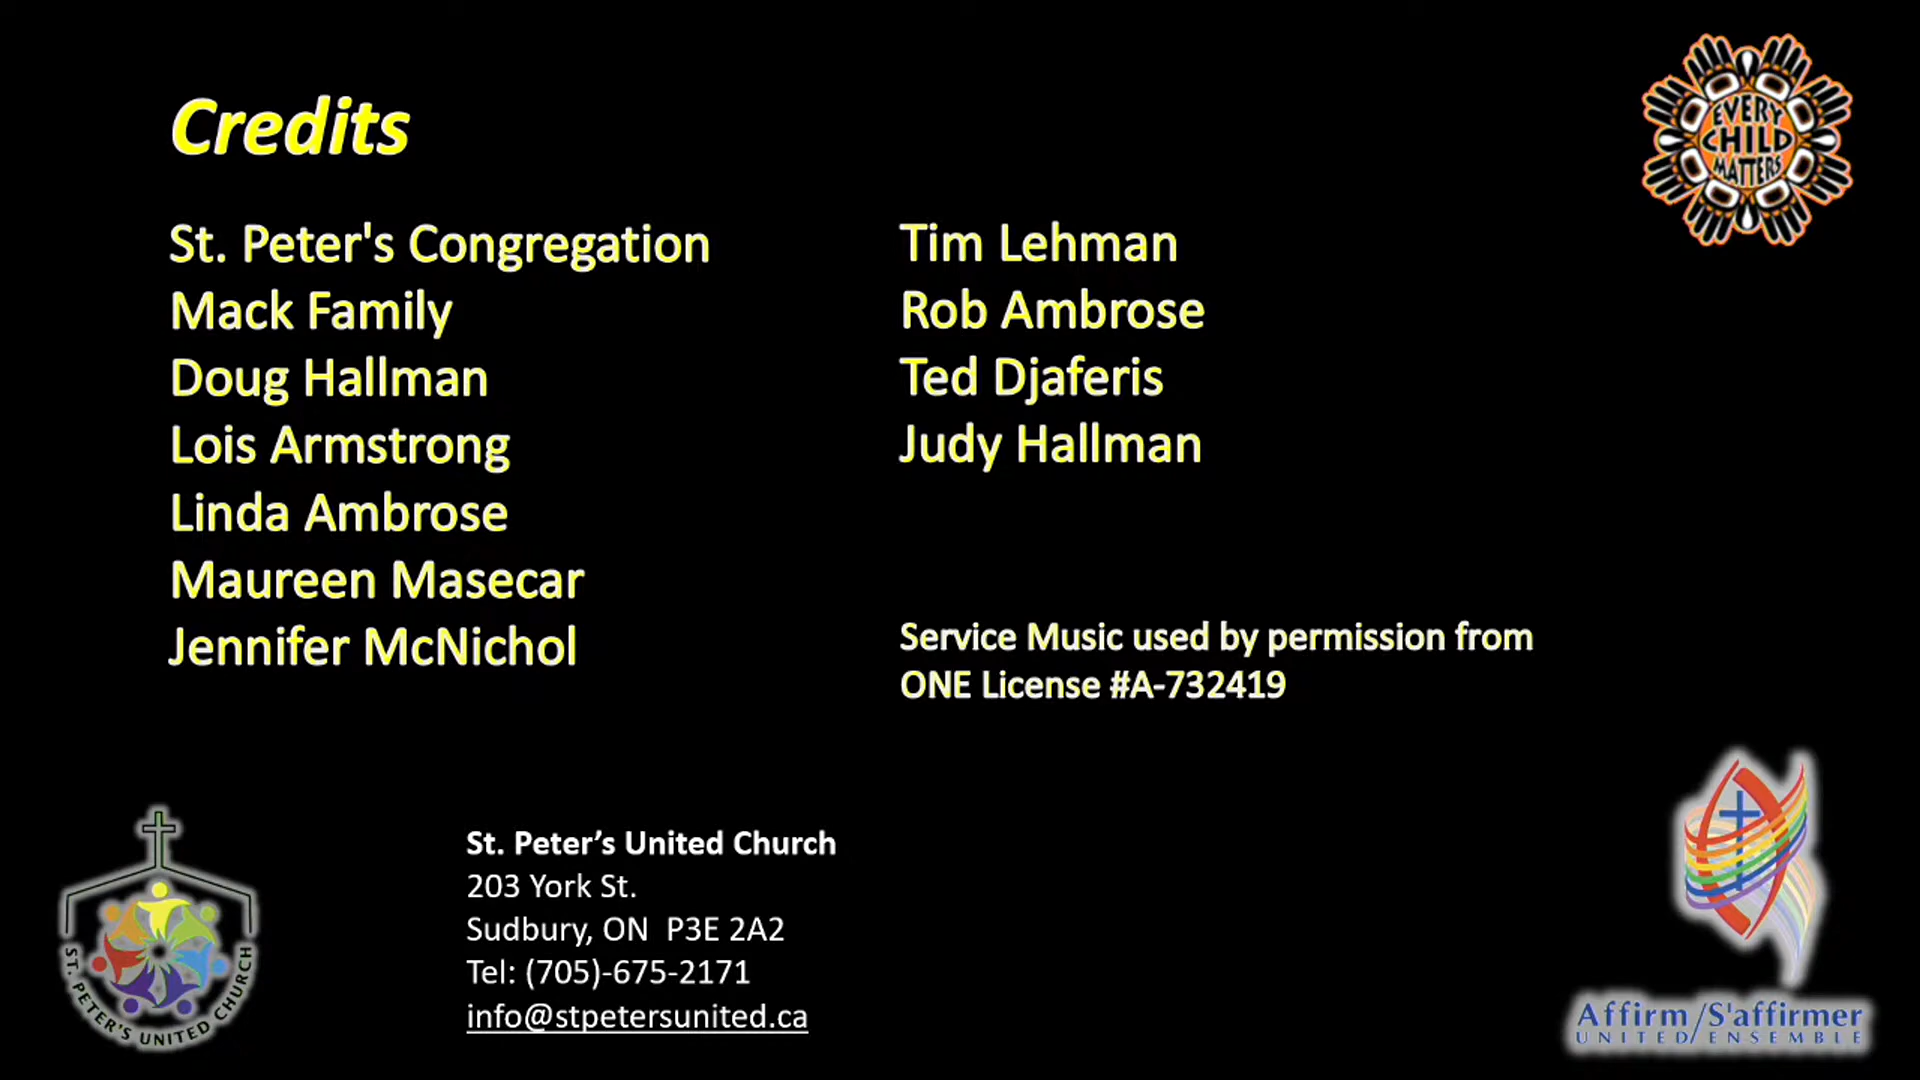 Credits
St. Peter's Congregation
Mack Family
Doug Hallman
Lois Armstrong
Linda Ambrose
Maureen Masecar
Jennifer McNichol
Tim Lehman
Rob Ambrose
Ted Djaferis
Judy Hallman
Service Music used by permission from
ONE License #A-732419
EVERY
CHILD
MATTERS
ST. PETER'S UNITED CHURCH
St. Peter’s United Church
203 York St.
Sudbury, ON  P3E 2A2
Tel: (705)-675-2171
info@stpetersunited.ca
Affirm/S'affirmer
UNITED/ENSEMBLE